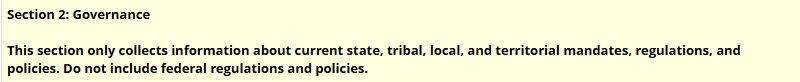 Section 2: Governance
This section only collects information about current state, tribal, local, and territorial mandates, regulations, and
policies. Do not include federal regulations and policies.